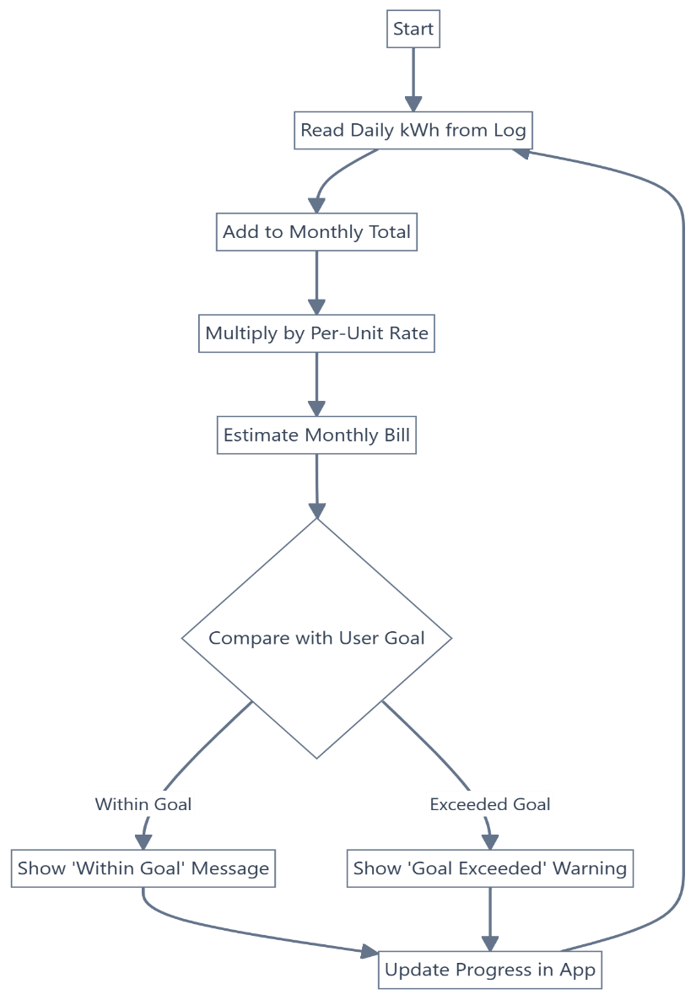 Start
Read Daily kWh from Log
Add to Monthly Total
Multiply by Per-Unit Rate
Estimate Monthly Bill
Compare with User Goal
Within Goal
Exceeded Goal
Show 'Within Goal' Message
Show 'Goal Exceeded' Warning
Update Progress in App